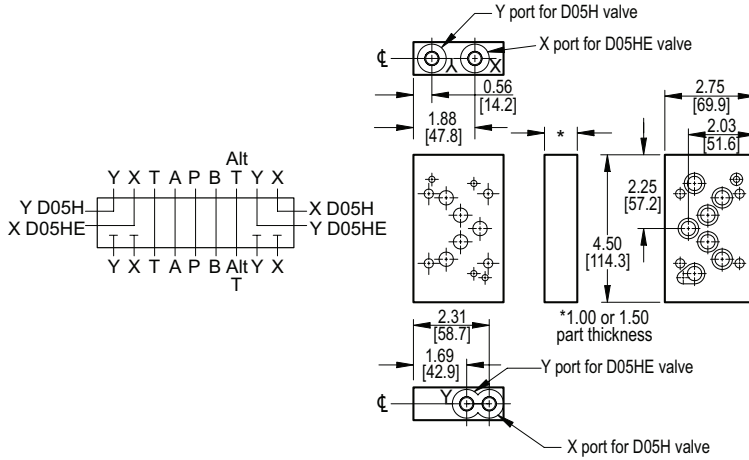 Y port for D05H valve
X port for D05HE valve
℄
Y X
0.56
[14.2]
1.88
[47.8]
*
2.75
[69.9]
2.03
[51.6]
2.25
[57.2]
4.50
[114.3]
Alt
Y X T A P B T Y X
Y D05H
X D05HE
X D05H
Y D05HE
Y X T A P B Alt Y X
T
*1.00 or 1.50
part thickness
2.31
[58.7]
1.69
[42.9]
Y port for D05HE valve
℄
Y
X port for D05H valve